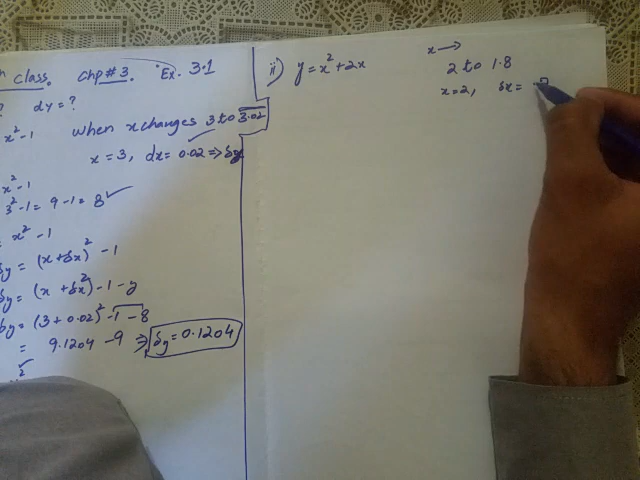 class. Chp #3. Ex. 3.1
? dy = ?
x²-1
when x changes 3 to 3.02
x = 3, dx = 0.02 => δx
x²-1
3²-1 = 9-1 = 8
= x²-1
δy = (x+δx)² -1
δy = (x+δx)² -1 - y
δy = (3+0.02)² -1 -8
= 9.1204 -9 => δy = 0.1204
ii) y = x²+2x
x →
2 to 1.8
x = 2, δx =